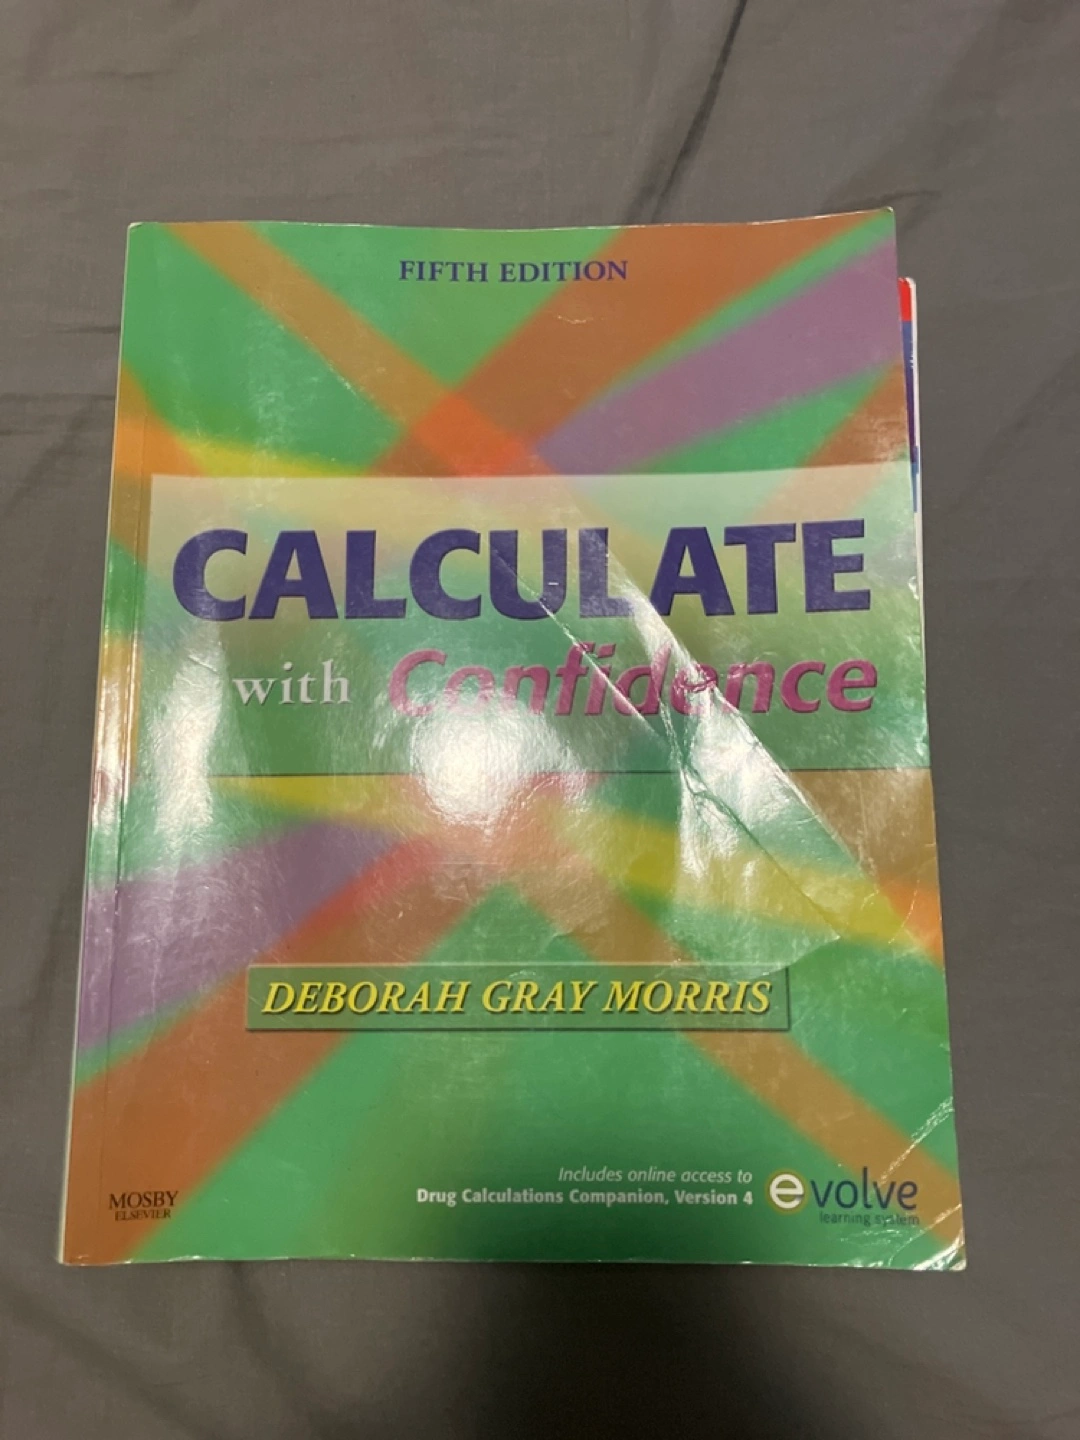 FIFTH EDITION
CALCULATE
with Confidence
DEBORAH GRAY MORRIS
Includes online access to
Drug Calculations Companion, Version 4
evolve
learning system
MOSBY
ELSEVIER